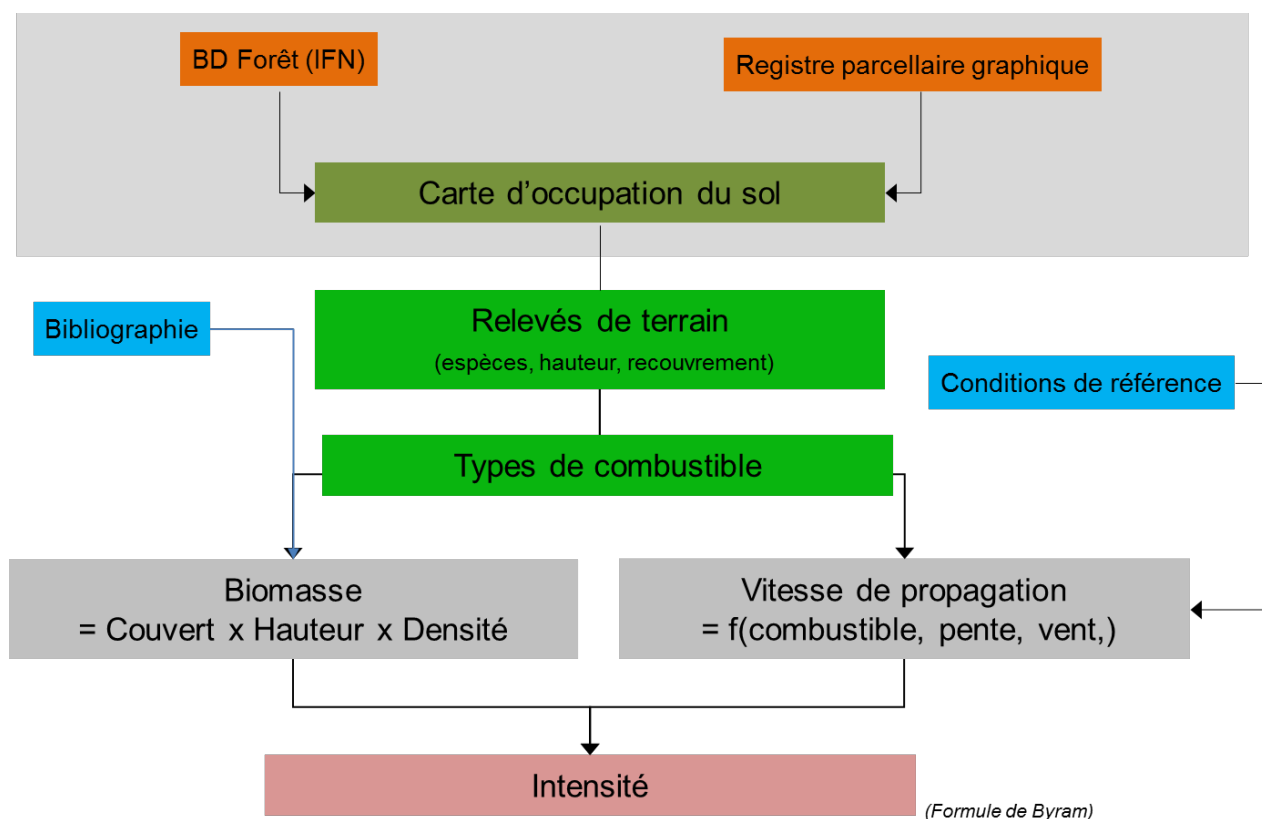 BD Forêt (IFN)
Registre parcellaire graphique
Carte d’occupation du sol
Relevés de terrain
(espèces, hauteur, recouvrement)
Bibliographie
Conditions de référence
Types de combustible
Biomasse
= Couvert x Hauteur x Densité
Vitesse de propagation
= f(combustible, pente, vent,)
Intensité
(Formule de Byram)